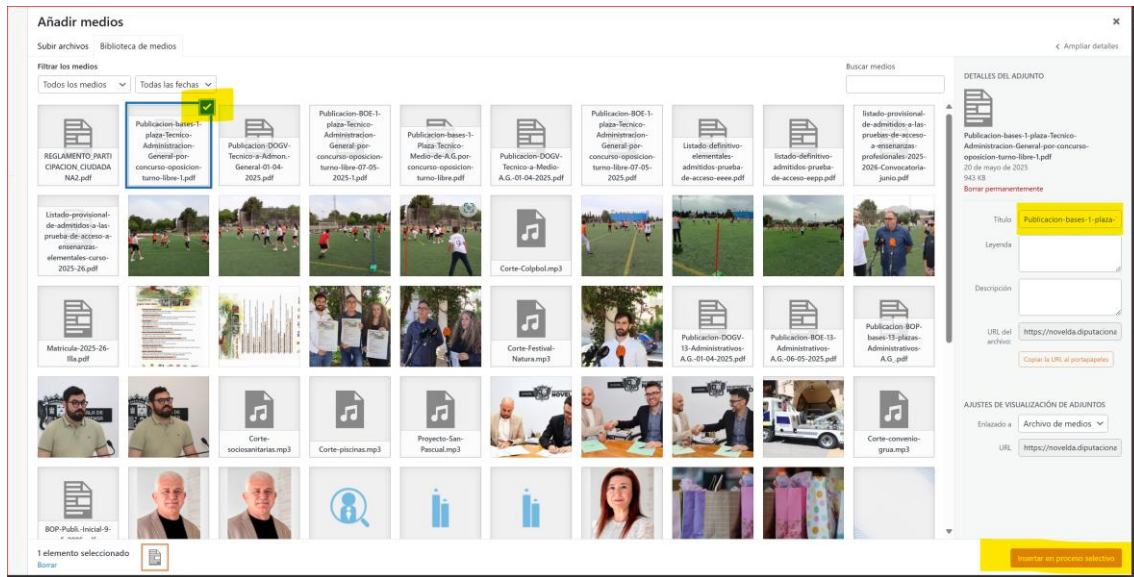 Añadir medios
×
Subir archivos
Biblioteca de medios
Ampliar detalles
Filtrar los medios
Todos los medios
Todas las fechas
Buscar medios
REGLAMENTO_PARTI
CIPACION_CIUDADA
NA2.pdf
Publicacion-bases-1-
plaza-Tecnico-
Administracion-
General-por-
concurso-oposicion-
turno-libre-1.pdf
Publicacion-DOGV-
Tecnico-a-Admon.-
General-01-04-
2025.pdf
Publicacion-BOE-1-
plaza-Tecnico-
Administracion-
General-por-
concurso-oposicion-
turno-libre-07-05-
2025-1.pdf
Publicacion-bases-1-
Plaza-Tecnico-
Medio-de-A.G.por-
concurso-oposicion-
turno-libre.pdf
Publicacion-DOGV-
Tecnico-a-Medio-
A.G.-01-04-2025.pdf
Publicacion-BOE-1-
plaza-Tecnico-
Administracion-
General-por-
concurso-oposicion-
turno-libre-07-05-
2025.pdf
Listado-definitivo-
elementales-
admitidos-prueba-
de-acceso-eeee.pdf
listado-definitivo-
admitidos-prueba-
de-acceso-eepp.pdf
listado-provisional-
de-admitidos-a-las-
pruebas-de-acceso-
a-ensenanzas-
profesionales-2025-
2026-Convocatoria-
junio.pdf
Listado-provisional-
de-admitidos-a-las-
prueba-de-acceso-a-
ensenanzas-
elementales-curso-
2025-26.pdf
Corte-Colpbol.mp3
Matricula-2025-26-
Illa.pdf
Corte-Festival-
Natura.mp3
Publicacion-DOGV-
13-Administrativos-
A.G.-01-04-2025.pdf
Publicacion-BOE-13-
Administrativos-
A.G.-06-05-2025.pdf
Publicacion-BOP-
bases-13-plazas-
Administrativos-
A.G_.pdf
Corte-
sociosanitarias.mp3
Corte-piscinas.mp3
Proyecto-San-
Pascual.mp3
Corte-convenio-
grua.mp3
BOP-Publi.-Inicial-9-
DETALLES DEL ADJUNTO
Publicacion-bases-1-plaza-Tecnico-
Administracion-General-por-concurso-
oposicion-turno-libre-1.pdf
20 de mayo de 2025
943 KB
Borrar permanentemente
Título
Publicacion-bases-1-plaza-
Leyenda
Descripción
URL del
archivo:
https://novelda.diputaciona
Copiar la URL al portapapeles
AJUSTES DE VISUALIZACIÓN DE ADJUNTOS
Enlazado a
Archivo de medios
URL
https://novelda.diputaciona
1 elemento seleccionado
Borrar
Insertar en proceso selectivo